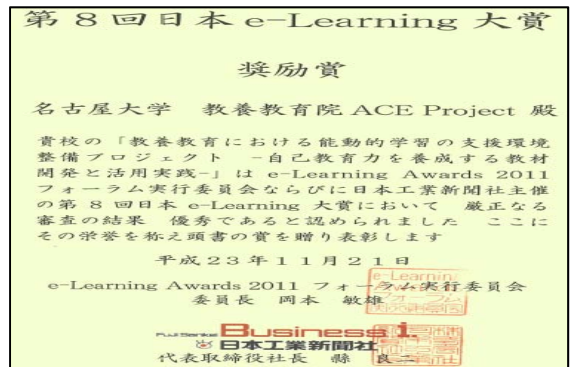 第８回日本 e-Learning 大賞
奨励賞
名古屋大学　教養教育院 ACE Project 殿
貴校の「教養教育における能動的学習の支援環境
整備プロジェクト －自己教育力を養成する教材
開発と活用実践-」は e-Learning Awards 2011
フォーラム実行委員会ならびに日本工業新聞社主催
の第 8 回日本 e-Learning 大賞において　厳正なる
審査の結果　優秀であると認められました　ここに
その栄誉を称え頭書の賞を贈り表彰します
平成２３年１１月２１日
e-Learning Awards 2011 フォーラム実行委員会
委員長　岡本　敏雄
Fuji Sankei Business i.
日本工業新聞社
代表取締役社長　縣　良二